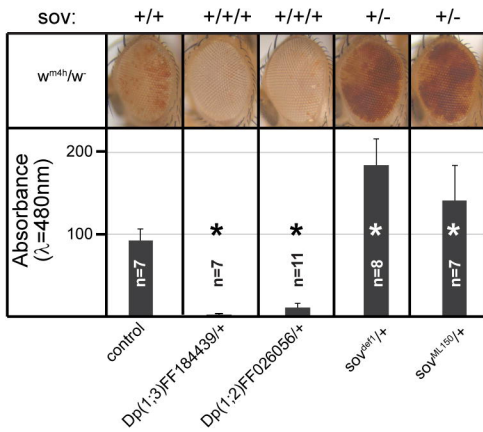 sov: +/+ +/+/+ +/+/+ +/- +/-
w^m4h/w^-
Absorbance
(λ=480nm)
200
100
* * * *
n=7 n=7 n=11 n=8 n=7
control Dp(1;3)FF184439/+ Dp(1;2)FF026056/+ sov^def1/+ sov^ML150/+